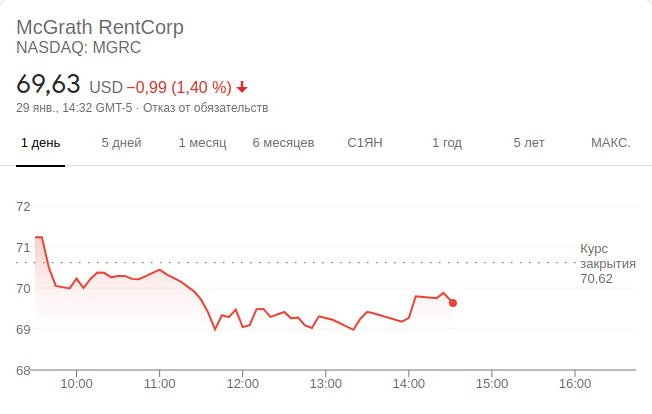 McGrath RentCorp
NASDAQ: MGRC
69,63 USD −0,99 (1,40 %)
29 янв., 14:32 GMT-5 · Отказ от обязательств
1 день 5 дней 1 месяц 6 месяцев С1ЯН 1 год 5 лет МАКС.
72
71
70
69
68
Курс
закрытия
70,62
10:00 11:00 12:00 13:00 14:00 15:00 16:00